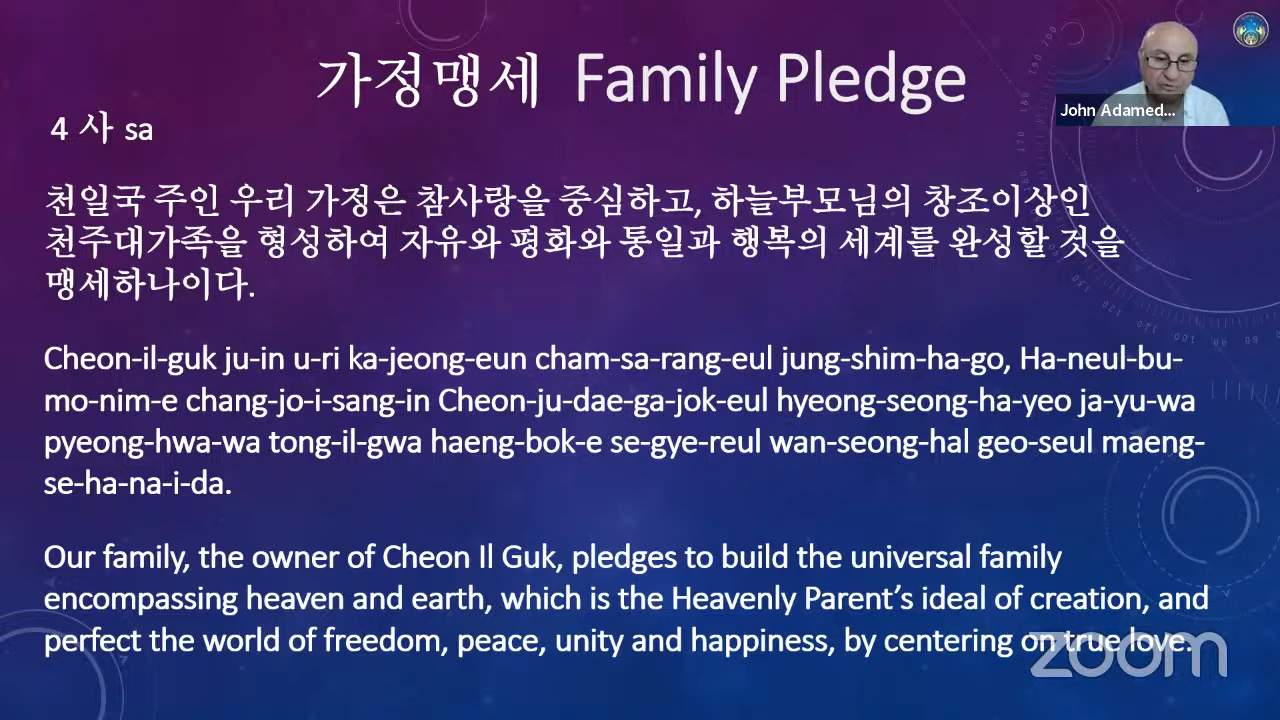 가정맹세 Family Pledge
John Adamed...
4 사 sa
천일국 주인 우리 가정은 참사랑을 중심하고, 하늘부모님의 창조이상인
천주대가족을 형성하여 자유와 평화와 통일과 행복의 세계를 완성할 것을
맹세하나이다.
Cheon-il-guk ju-in u-ri ka-jeong-eun cham-sa-rang-eul jung-shim-ha-go, Ha-neul-bu-
mo-nim-e chang-jo-i-sang-in Cheon-ju-dae-ga-jok-eul hyeong-seong-ha-yeo ja-yu-wa
pyeong-hwa-wa tong-il-gwa haeng-bok-e se-gye-reul wan-seong-hal geo-seul maeng-
se-ha-na-i-da.
Our family, the owner of Cheon Il Guk, pledges to build the universal family
encompassing heaven and earth, which is the Heavenly Parent’s ideal of creation, and
perfect the world of freedom, peace, unity and happiness, by centering on true love.
zoom